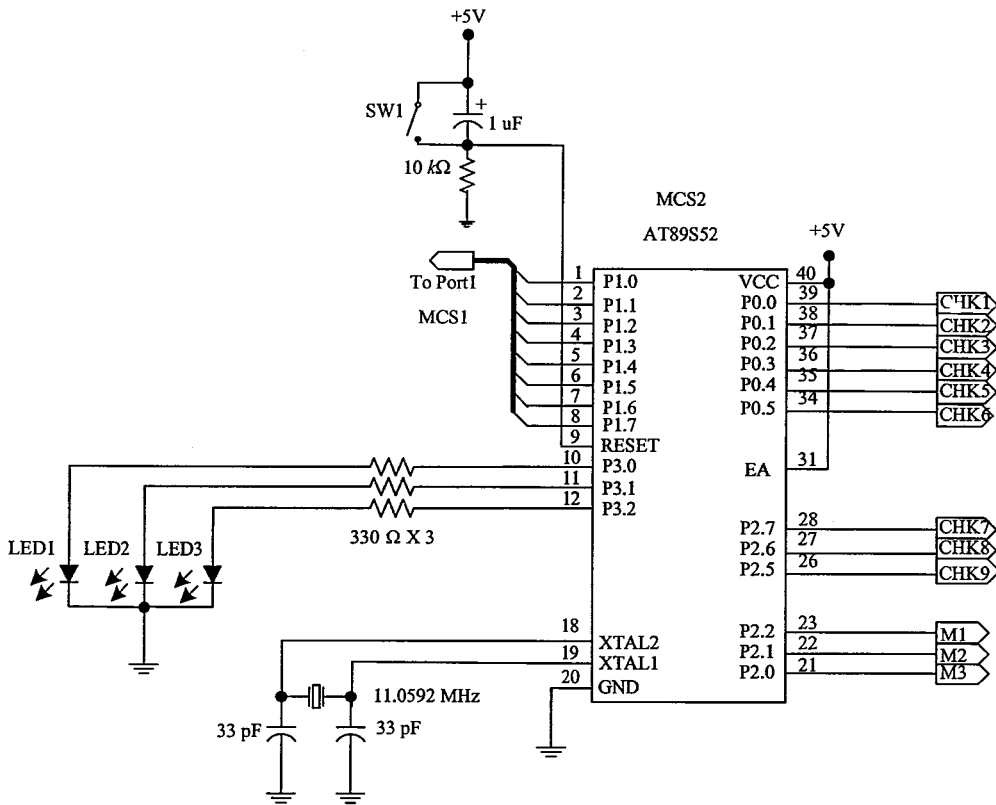 +5V
SW1
+
1 uF
10 kΩ
MCS2
AT89S52
+5V
To Port1
MCS1
1 P1.0
2 P1.1
3 P1.2
4 P1.3
5 P1.4
6 P1.5
7 P1.6
8 P1.7
9 RESET
10 P3.0
11 P3.1
12 P3.2
330 Ω X 3
VCC 40
P0.0 39 CHK1
P0.1 38 CHK2
P0.2 37 CHK3
P0.3 36 CHK4
P0.4 35 CHK5
P0.5 34 CHK6
EA 31
P2.7 28 CHK7
P2.6 27 CHK8
P2.5 26 CHK9
P2.2 23 M1
P2.1 22 M2
P2.0 21 M3
LED1 LED2 LED3
18 XTAL2
19 XTAL1
20 GND
11.0592 MHz
33 pF 33 pF